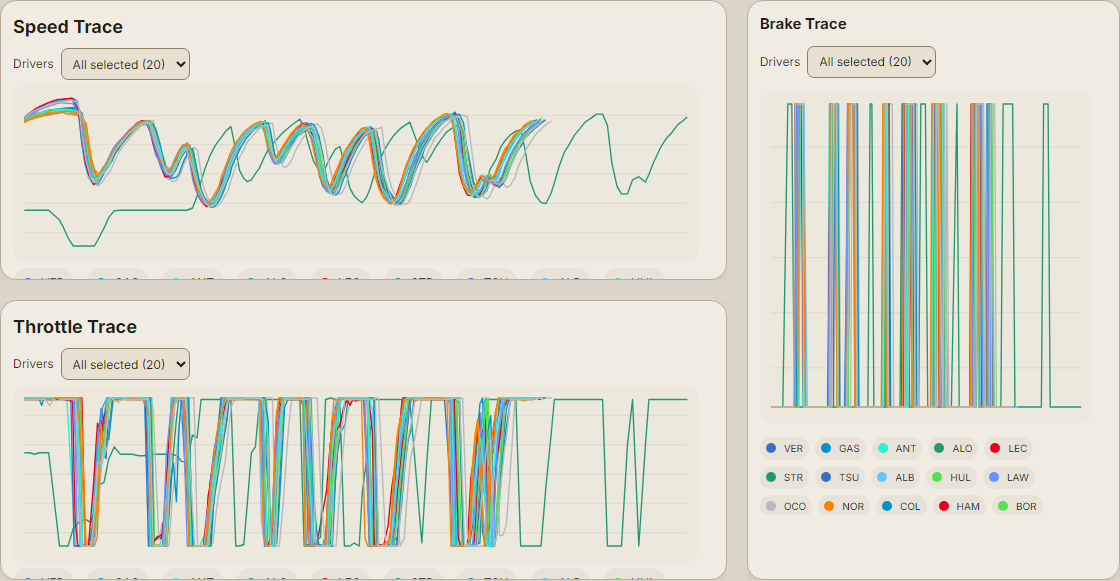 Speed Trace
Drivers All selected (20)
Throttle Trace
Drivers All selected (20)
Brake Trace
Drivers All selected (20)
VER GAS ANT ALO LEC
STR TSU ALB HUL LAW
OCO NOR COL HAM BOR